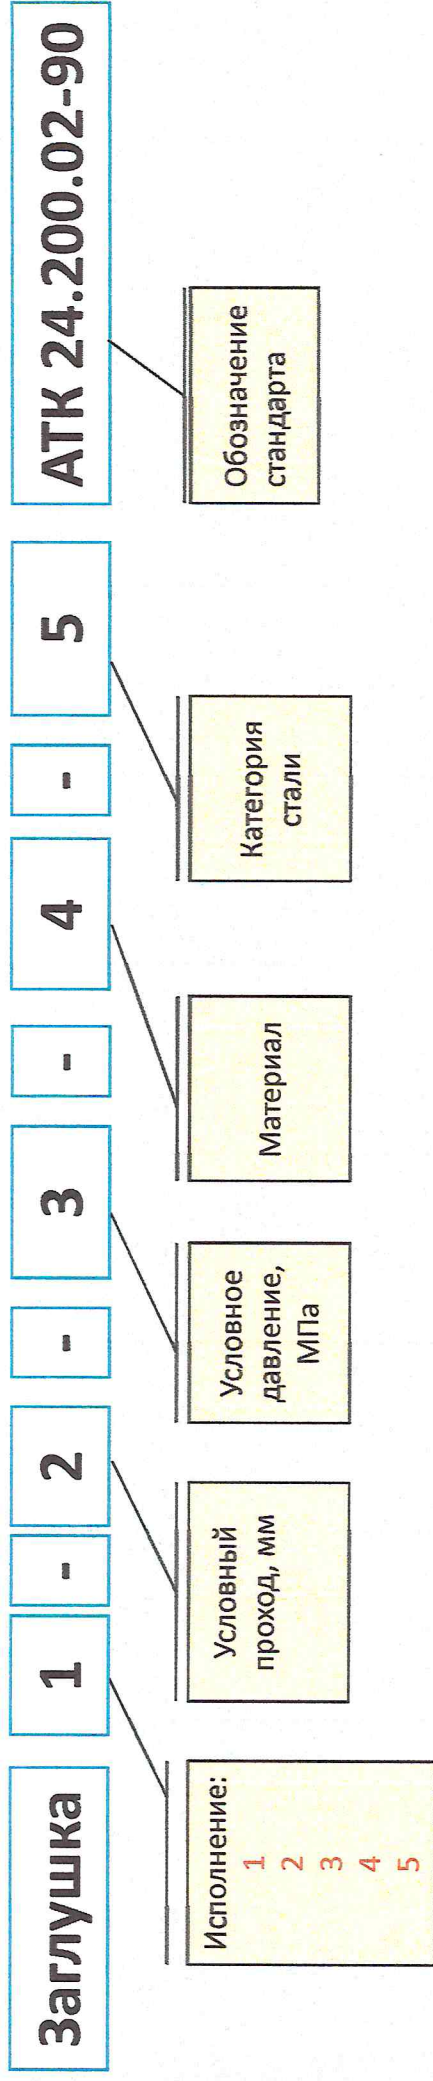 Заглушка 1 - 2 - 3 - 4 - 5 АТК 24.200.02-90
Исполнение:
1
2
3
4
5
Условный
проход, мм
Условное
давление,
МПа
Материал
Категория
стали
Обозначение
стандарта